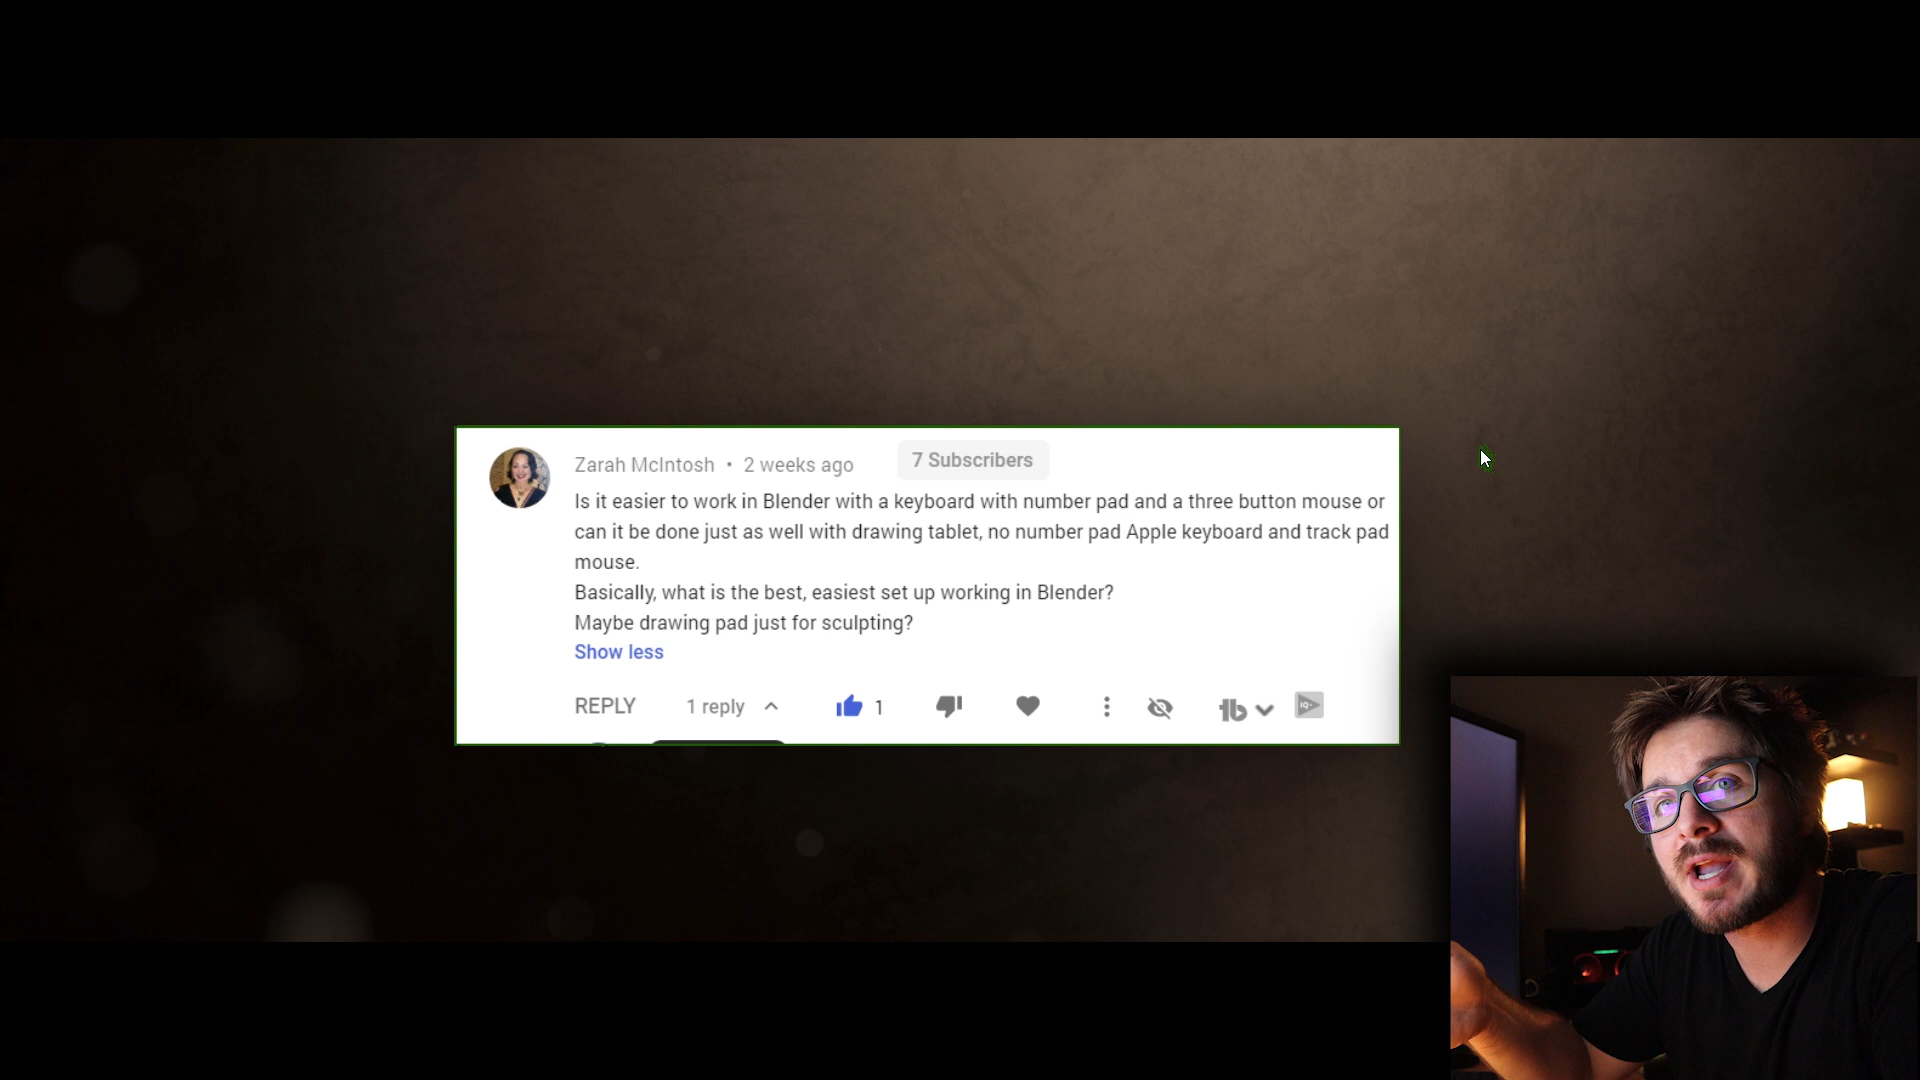 Zarah McIntosh • 2 weeks ago 7 Subscribers
Is it easier to work in Blender with a keyboard with number pad and a three button mouse or
can it be done just as well with drawing tablet, no number pad Apple keyboard and track pad
mouse.
Basically, what is the best, easiest set up working in Blender?
Maybe drawing pad just for sculpting?
Show less
REPLY 1 reply 1 tb IQ